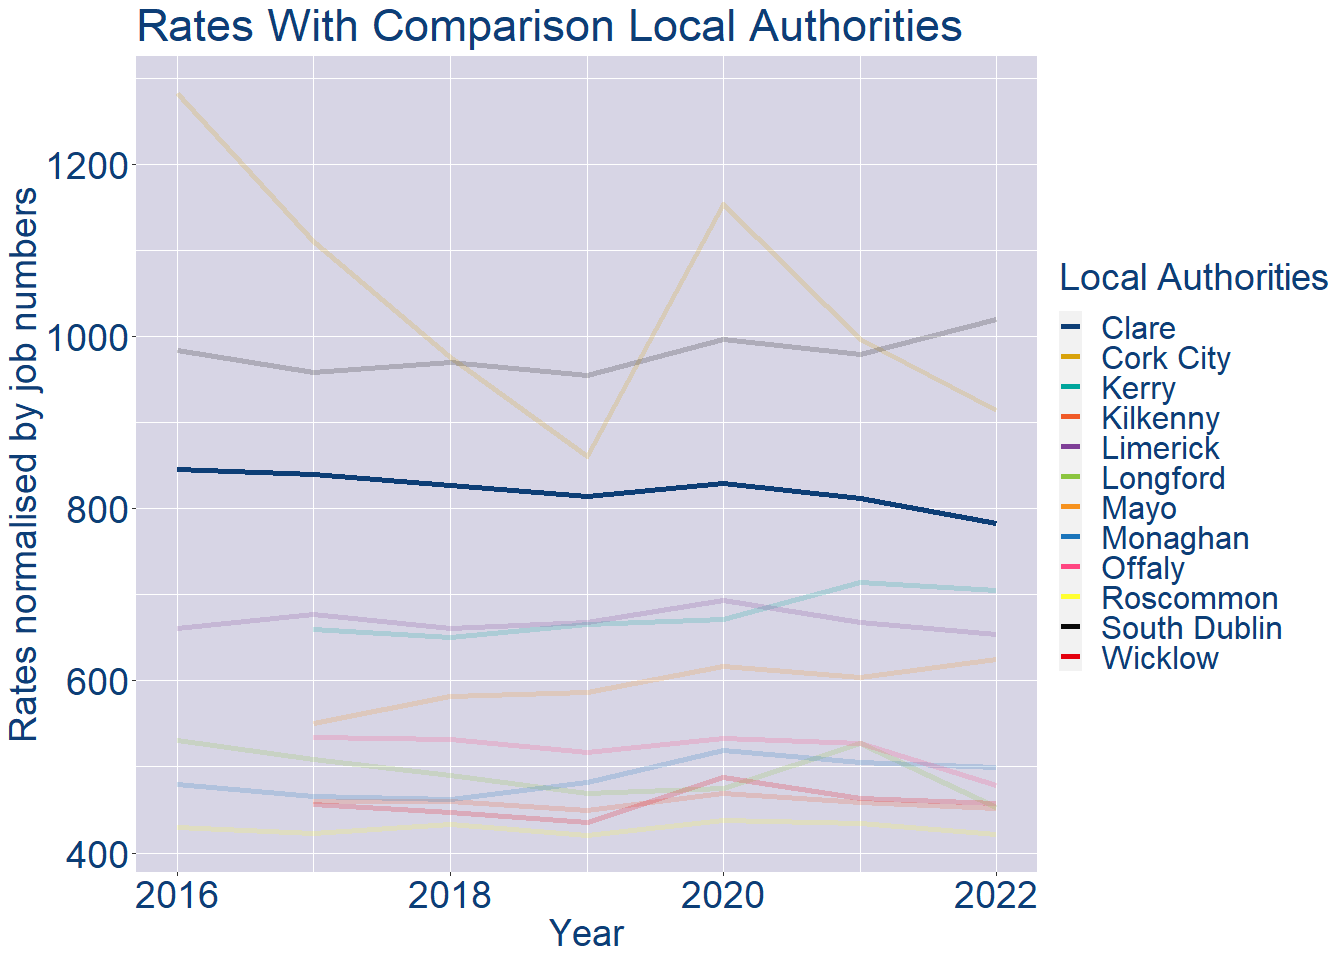 Rates With Comparison Local Authorities
Rates normalised by job numbers
1200
1000
800
600
400
2016 2018 2020 2022
Year
Local Authorities
Clare
Cork City
Kerry
Kilkenny
Limerick
Longford
Mayo
Monaghan
Offaly
Roscommon
South Dublin
Wicklow